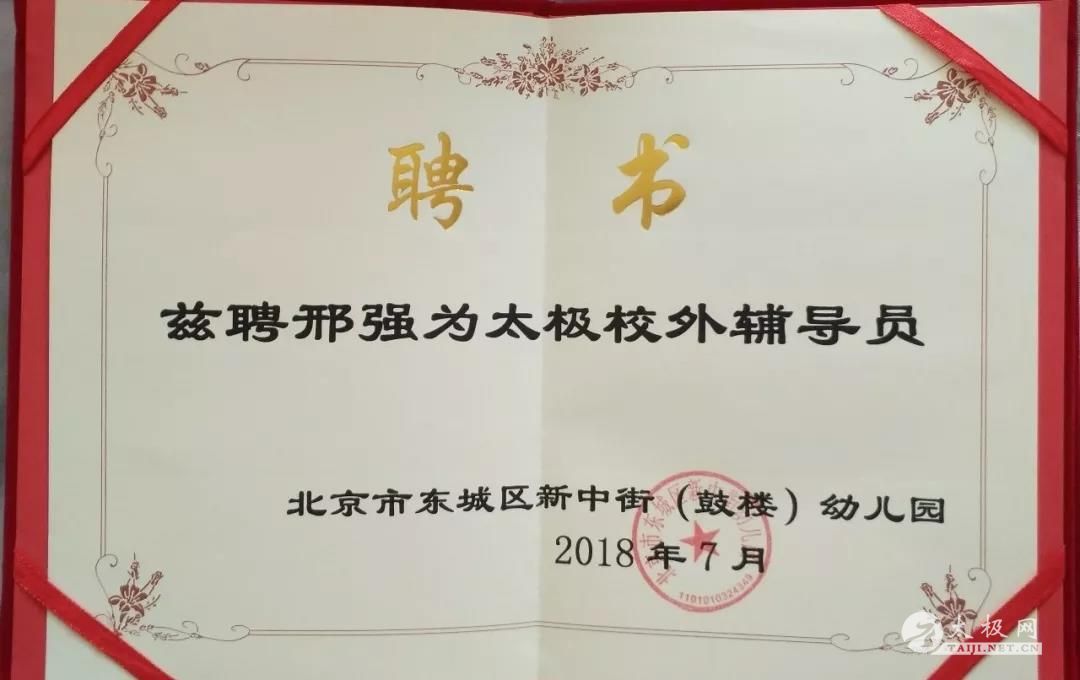 聘书
兹聘邢强为太极校外辅导员
北京市东城区新中街（鼓楼）幼儿园
2018年7月
1101010324349
太极网
TAIJI.NET.CN